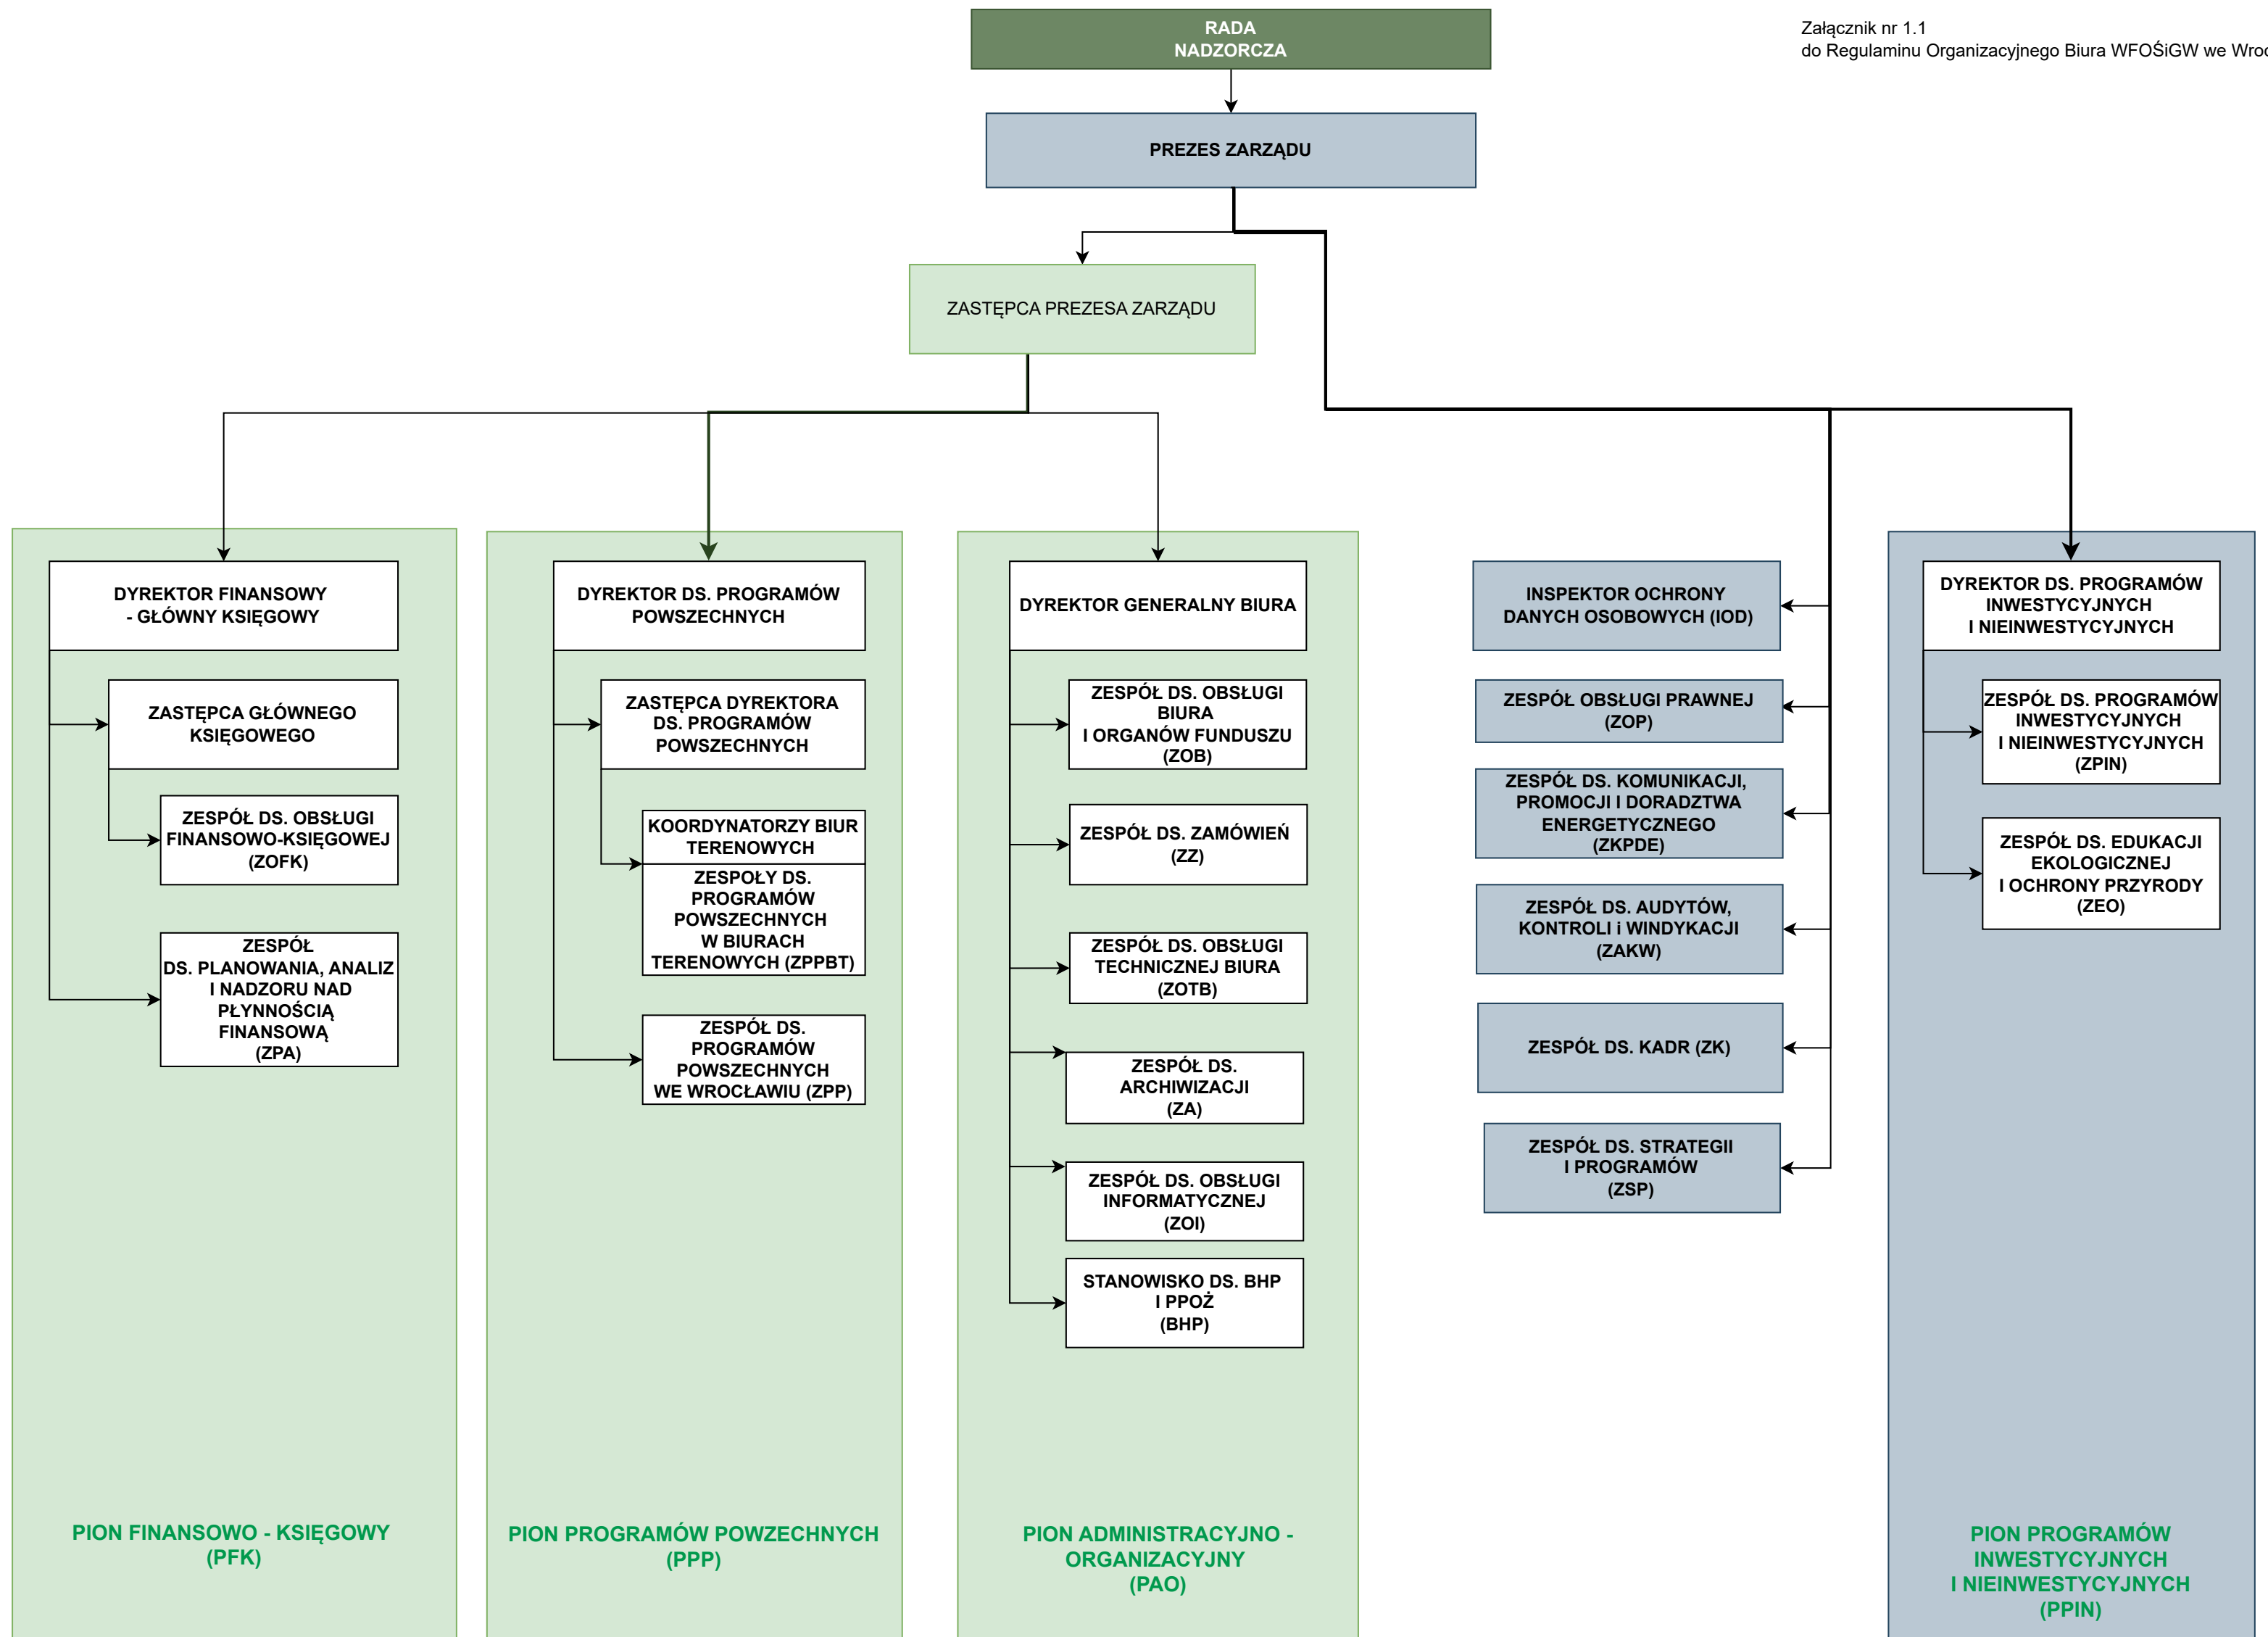 RADA
NADZORCZA
Załącznik nr 1.1
do Regulaminu Organizacyjnego Biura WFOŚiGW we
PREZES ZARZĄDU
ZASTĘPCA PREZESA ZARZĄDU
DYREKTOR FINANSOWY
- GŁÓWNY KSIĘGOWY
ZASTĘPCA GŁÓWNEGO
KSIĘGOWEGO
ZESPÓŁ DS. OBSŁUGI
FINANSOWO-KSIĘGOWEJ
(ZOFK)
ZESPÓŁ
DS. PLANOWANIA, ANALIZ
I NADZORU NAD
PŁYNNOŚCIĄ
FINANSOWĄ
(ZPA)
PION FINANSOWO - KSIĘGOWY
(PFK)
DYREKTOR DS. PROGRAMÓW
POWSZECHNYCH
ZASTĘPCA DYREKTORA
DS. PROGRAMÓW
POWSZECHNYCH
KOORDYNATORZY BIUR
TERENOWYCH
ZESPOŁY DS.
PROGRAMÓW
POWSZECHNYCH
W BIURACH
TERENOWYCH (ZPPBT)
ZESPÓŁ DS.
PROGRAMÓW
POWSZECHNYCH
WE WROCŁAWIU (ZPP)
PION PROGRAMÓW POWZECHNYCH
(PPP)
DYREKTOR GENERALNY BIURA
ZESPÓŁ DS. OBSŁUGI
BIURA
I ORGANÓW FUNDUSZU
(ZOB)
ZESPÓŁ DS. ZAMÓWIEŃ
(ZZ)
ZESPÓŁ DS. OBSŁUGI
TECHNICZNEJ BIURA
(ZOTB)
ZESPÓŁ DS.
ARCHIWIZACJI
(ZA)
ZESPÓŁ DS. OBSŁUGI
INFORMATYCZNEJ
(ZOI)
STANOWISKO DS. BHP
I PPOŻ
(BHP)
PION ADMINISTRACYJNO -
ORGANIZACYJNY
(PAO)
INSPEKTOR OCHRONY
DANYCH OSOBOWYCH (IOD)
ZESPÓŁ OBSŁUGI PRAWNEJ
(ZOP)
ZESPÓŁ DS. KOMUNIKACJI,
PROMOCJI I DORADZTWA
ENERGETYCZNEGO
(ZKPDE)
ZESPÓŁ DS. AUDYTÓW,
KONTROLI i WINDYKACJI
(ZAKW)
ZESPÓŁ DS. KADR (ZK)
ZESPÓŁ DS. STRATEGII
I PROGRAMÓW
(ZSP)
DYREKTOR DS. PROGRAMÓW
INWESTYCYJNYCH
I NIEINWESTYCYJNYCH
ZESPÓŁ DS. PROGRAMÓW
INWESTYCYJNYCH
I NIEINWESTYCYJNYCH
(ZPIN)
ZESPÓŁ DS. EDUKACJI
EKOLOGICZNEJ
I OCHRONY PRZYRODY
(ZEO)
PION PROGRAMÓW
INWESTYCYJNYCH
I NIEINWESTYCYJNYCH
(PPIN)